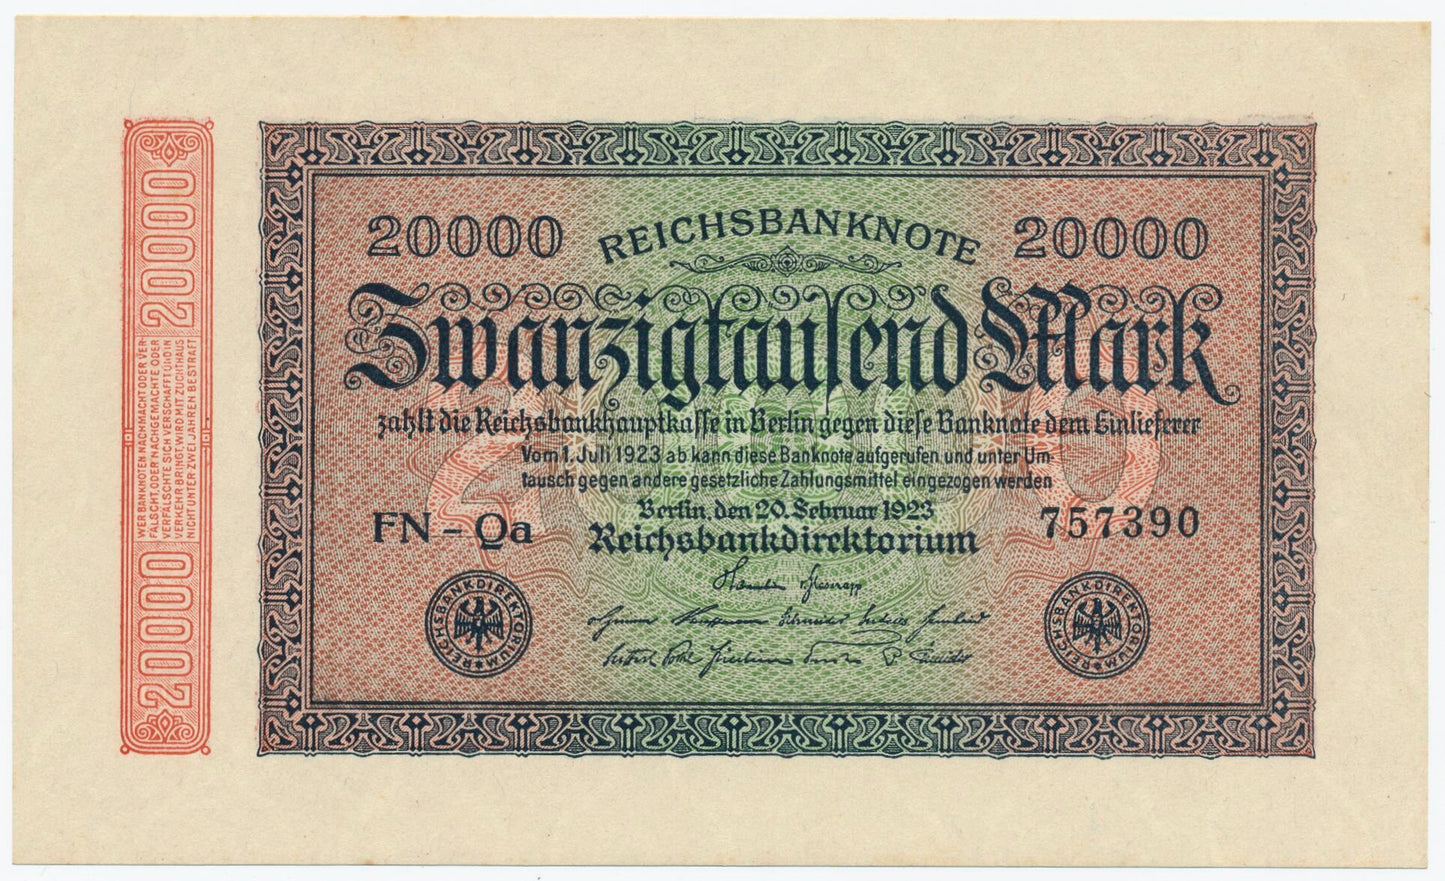 20000
WER BANKNOTEN NACHMACHT ODER VER-
FÄLSCHT, ODER NACHGEMACHTE ODER
VERFÄLSCHTE SICH VERSCHAFFT UND IN
VERKEHR BRINGT, WIRD MIT ZUCHTHAUS
NICHT UNTER ZWEI JAHREN BESTRAFT
20000
20000
REICHSBANKNOTE
20000
Zwanzigtauſend Mark
zahlt die Reichsbankhauptkaſſe in Berlin gegen dieſe Banknote dem Einlieferer
Vom 1. Juli 1923 ab kann diese Banknote aufgerufen und unter Um-
tausch gegen andere gesetzliche Zahlungsmittel eingezogen werden
Berlin, den 20. Februar 1923
FN - Qa
Reichsbankdirektorium
757390
REICHSBANKDIREKTORIUM
REICHSBANKDIRENTORIUM